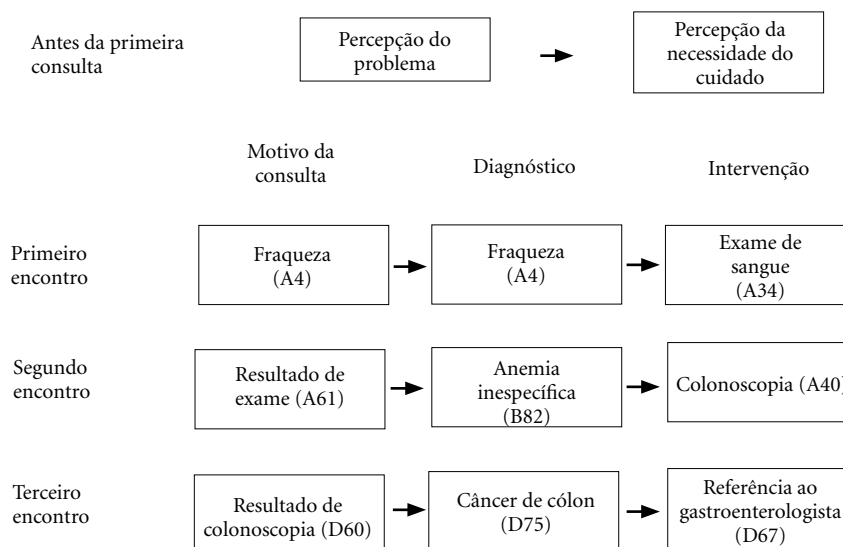 Antes da primeira
consulta
Percepção do
problema
Percepção da
necessidade do
cuidado
Motivo da
consulta
Diagnóstico
Intervenção
Primeiro
encontro
Fraqueza
(A4)
Fraqueza
(A4)
Exame de
sangue
(A34)
Segundo
encontro
Resultado de
exame (A61)
Anemia
inespecífica
(B82)
Colonoscopia (A40)
Terceiro
encontro
Resultado de
colonoscopia (D60)
Câncer de cólon
(D75)
Referência ao
gastroenterologista
(D67)